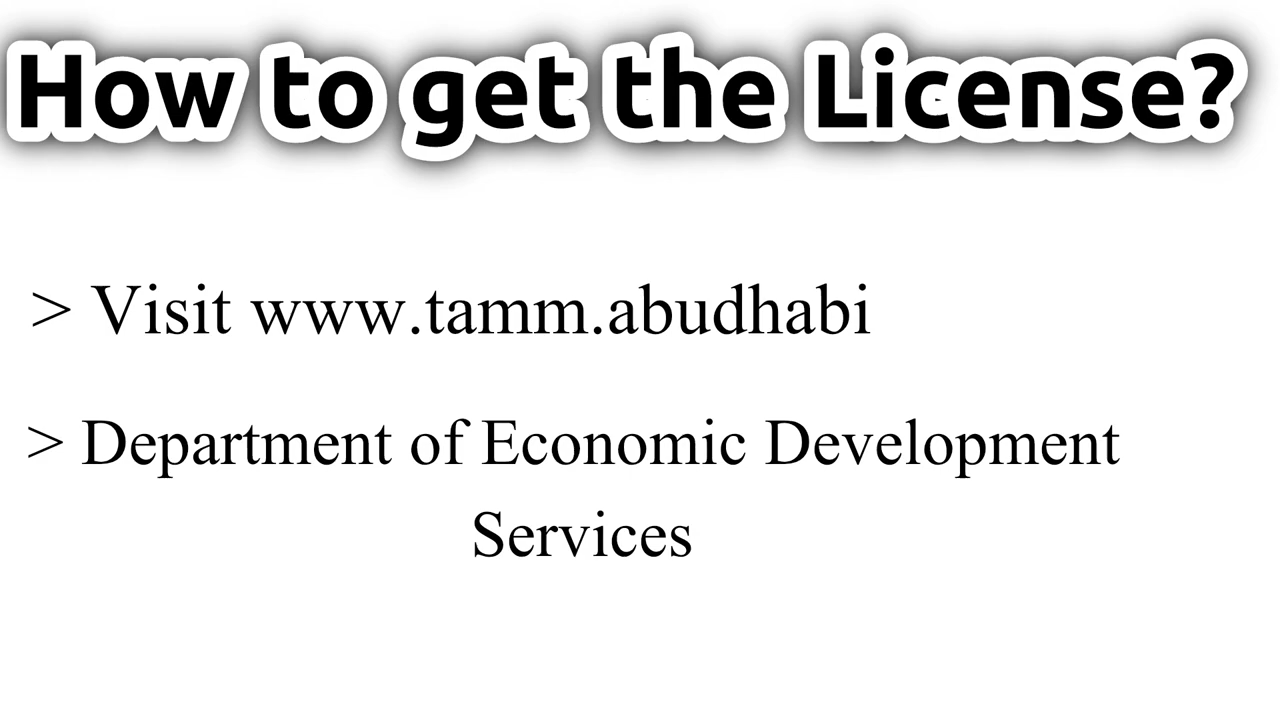 How to get the License?
> Visit www.tamm.abudhabi
> Department of Economic Development
Services